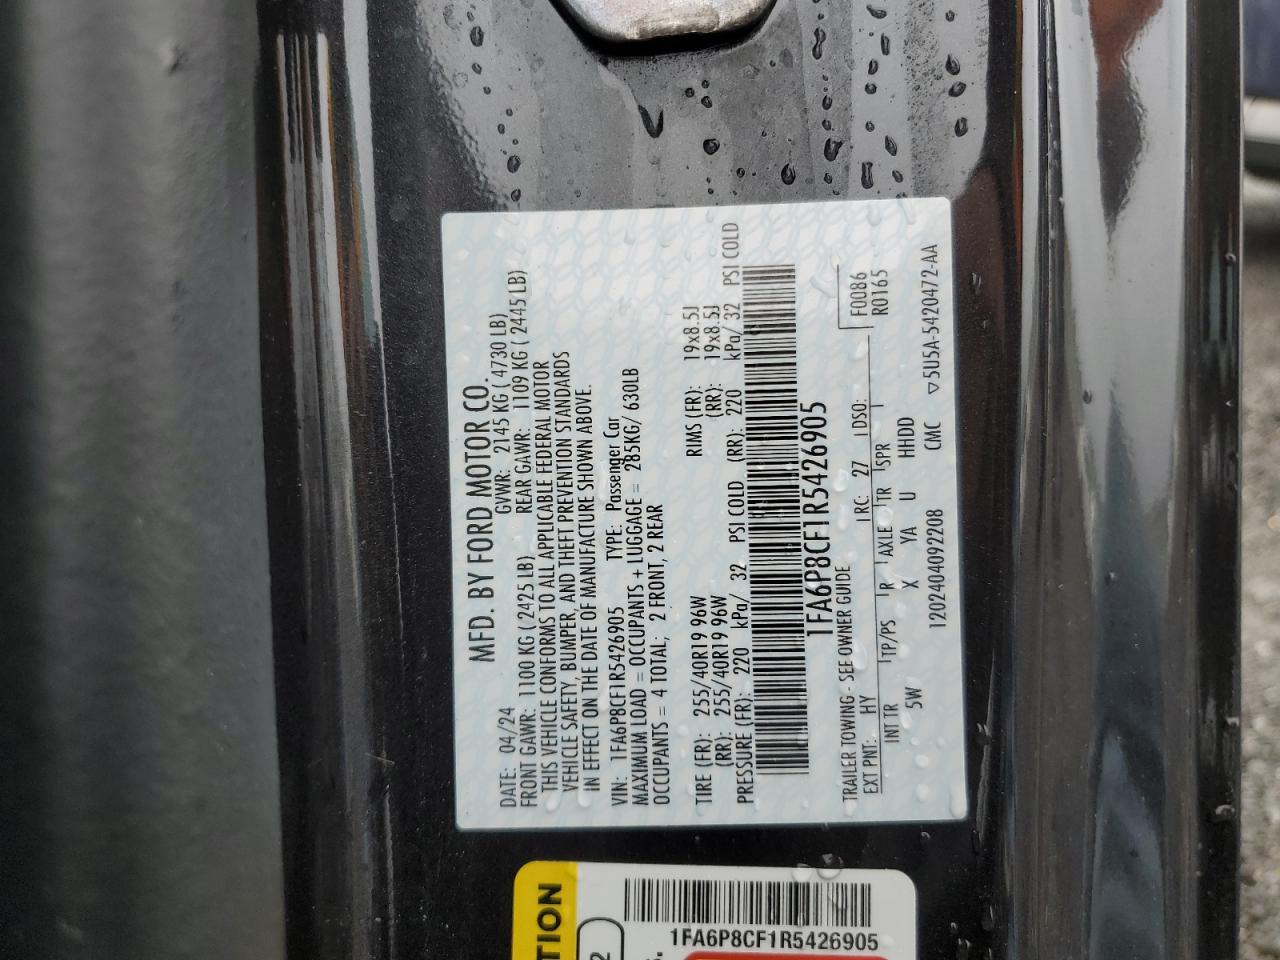 MFD. BY FORD MOTOR CO.
DATE: 04/24 GVWR: 2145 KG ( 4730 LB)
FRONT GAWR: 1100 KG ( 2425 LB) REAR GAWR: 1109 KG ( 2445 LB)
THIS VEHICLE CONFORMS TO ALL APPLICABLE FEDERAL MOTOR
VEHICLE SAFETY, BUMPER, AND THEFT PREVENTION STANDARDS
IN EFFECT ON THE DATE OF MANUFACTURE SHOWN ABOVE.
VIN: 1FA6P8CF1R5426905 TYPE: Passenger Car
MAXIMUM LOAD = OCCUPANTS + LUGGAGE = 285KG/ 630LB
OCCUPANTS = 4 TOTAL; 2 FRONT, 2 REAR
TIRE (FR): 255/40R19 96W RIMS (FR): 19x8.5J
(RR): 255/40R19 96W (RR): 19x8.5J
PRESSURE (FR): 220 kPa/ 32 PSI COLD (RR): 220 kPa/ 32 PSI COLD
1FA6P8CF1R5426905
TRAILER TOWING - SEE OWNER GUIDE F0086
EXT PNT: HY RC: 27 DSO: R0165
INT TR TP/PS R AXLE TR SPR
5W X YA U HHDD
1202404092208 CMC ▽ 5U5A-5420472-AA
TION
2
1FA6P8CF1R5426905